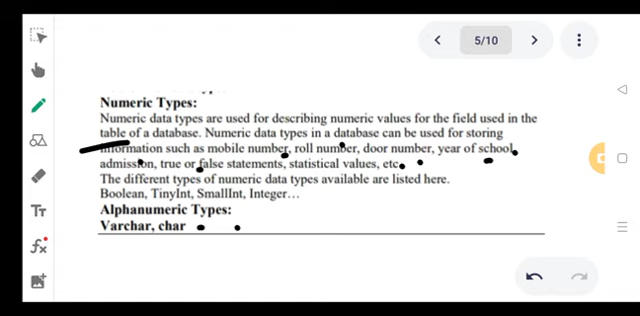 5/10
Numeric Types:
Numeric data types are used for describing numeric values for the field used in the
table of a database. Numeric data types in a database can be used for storing
information such as mobile number, roll number, door number, year of school
admission, true or false statements, statistical values, etc.
The different types of numeric data types available are listed here.
Boolean, TinyInt, SmallInt, Integer…
Alphanumeric Types:
Varchar, char
Tт
fx